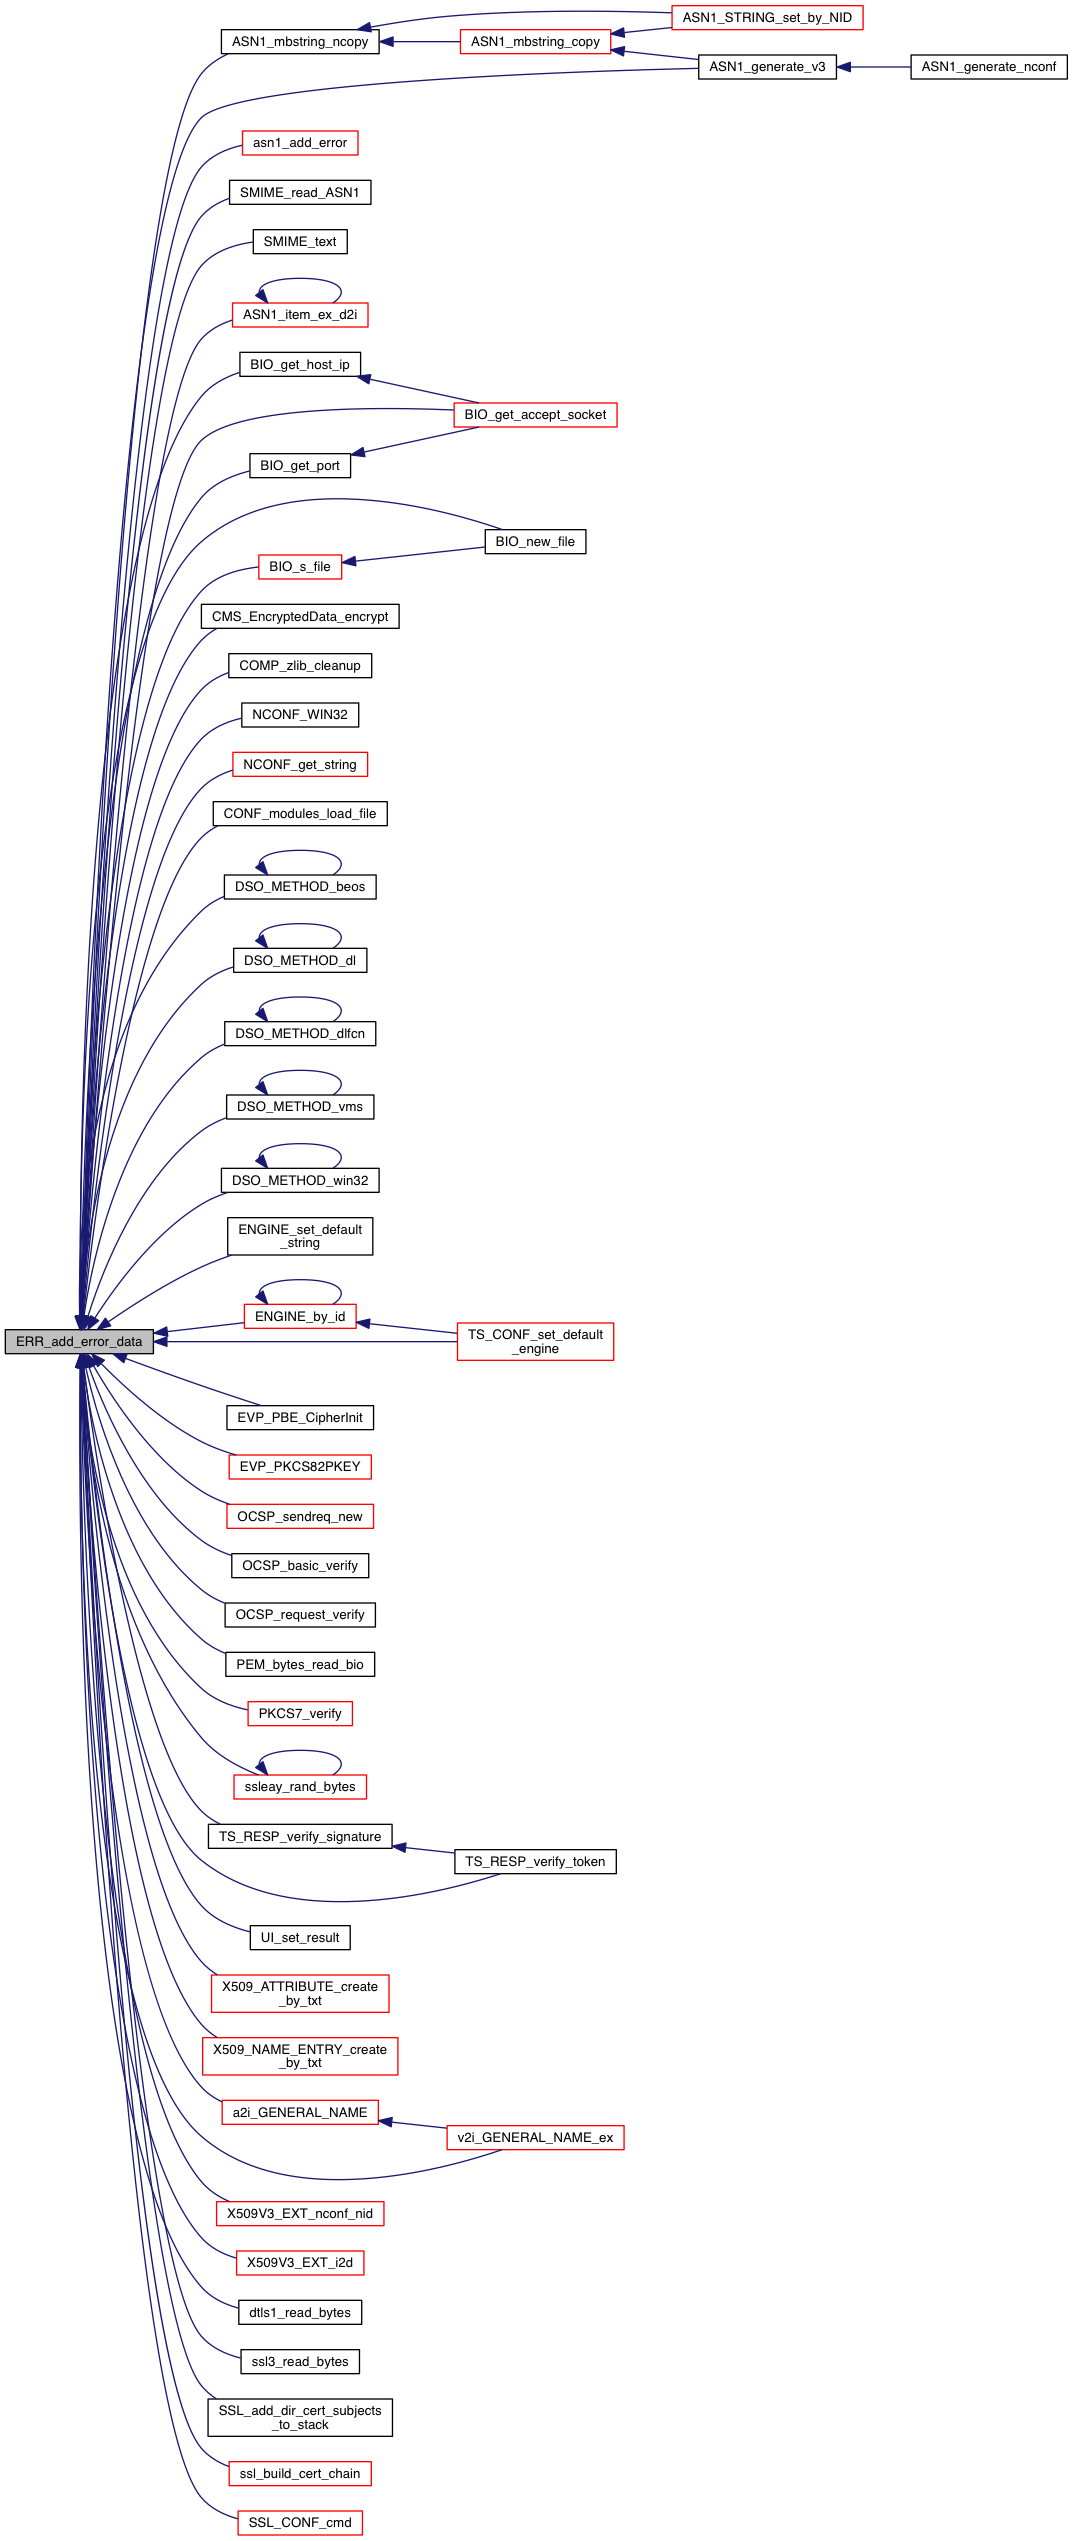 ASN1_STRING_set_by_NID
ASN1_mbstring_ncopy
ASN1_mbstring_copy
ASN1_generate_v3
ASN1_generate_nconf
asn1_add_error
SMIME_read_ASN1
SMIME_text
ASN1_item_ex_d2i
BIO_get_host_ip
BIO_get_accept_socket
BIO_get_port
BIO_new_file
BIO_s_file
CMS_EncryptedData_encrypt
COMP_zlib_cleanup
NCONF_WIN32
NCONF_get_string
CONF_modules_load_file
DSO_METHOD_beos
DSO_METHOD_dl
DSO_METHOD_dlfcn
DSO_METHOD_vms
DSO_METHOD_win32
ENGINE_set_default
_string
ENGINE_by_id
ERR_add_error_data
TS_CONF_set_default
_engine
EVP_PBE_CipherInit
EVP_PKCS82PKEY
OCSP_sendreq_new
OCSP_basic_verify
OCSP_request_verify
PEM_bytes_read_bio
PKCS7_verify
ssleay_rand_bytes
TS_RESP_verify_signature
TS_RESP_verify_token
UI_set_result
X509_ATTRIBUTE_create
_by_txt
X509_NAME_ENTRY_create
_by_txt
a2i_GENERAL_NAME
v2i_GENERAL_NAME_ex
X509V3_EXT_nconf_nid
X509V3_EXT_i2d
dtls1_read_bytes
ssl3_read_bytes
SSL_add_dir_cert_subjects
_to_stack
ssl_build_cert_chain
SSL_CONF_cmd